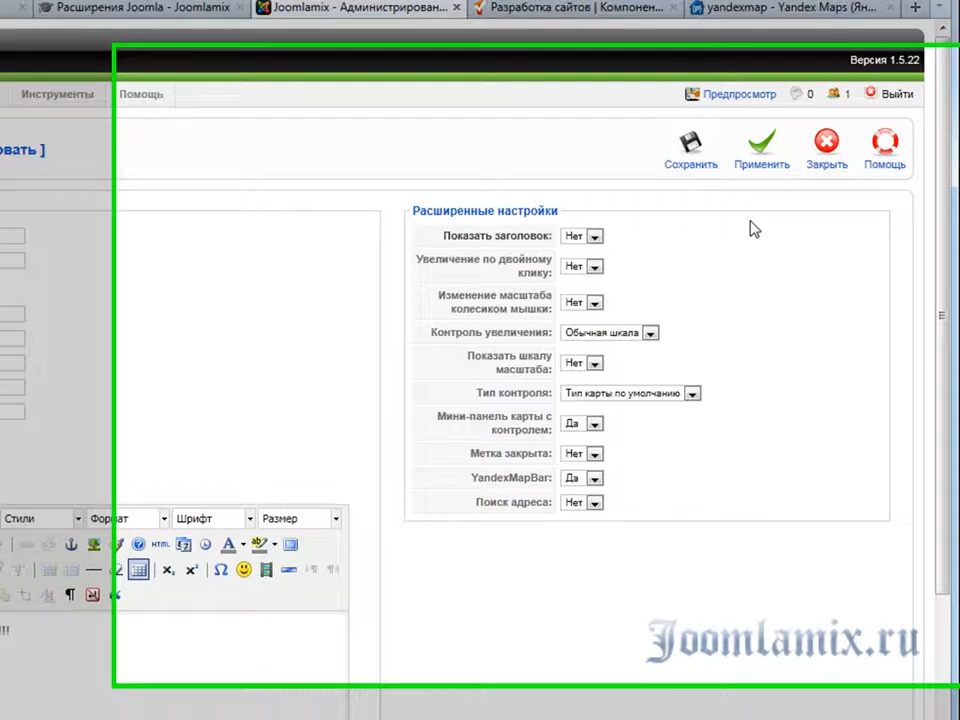 Расширения Joomla - Joomlamix
Joomlamix - Администрирован...
Разработка сайтов | Компонен...
yandexmap - Yandex Maps (Ян...
Версия 1.5.22
Инструменты
Помощь
Предпросмотр
0
1
Выйти
овать ]
Сохранить
Применить
Закрыть
Помощь
Расширенные настройки
Показать заголовок: Нет
Увеличение по двойному
клику: Нет
Изменение масштаба
колесиком мышки: Нет
Контроль увеличения: Обычная шкала
Показать шкалу
масштаба: Нет
Тип контроля: Тип карты по умолчанию
Мини-панель карты с
контролем: Да
Метка закрыта: Нет
YandexMapBar: Да
Поиск адреса: Нет
Стили
Формат
Шрифт
Размер
HTML
!!!
Joomlamix.ru